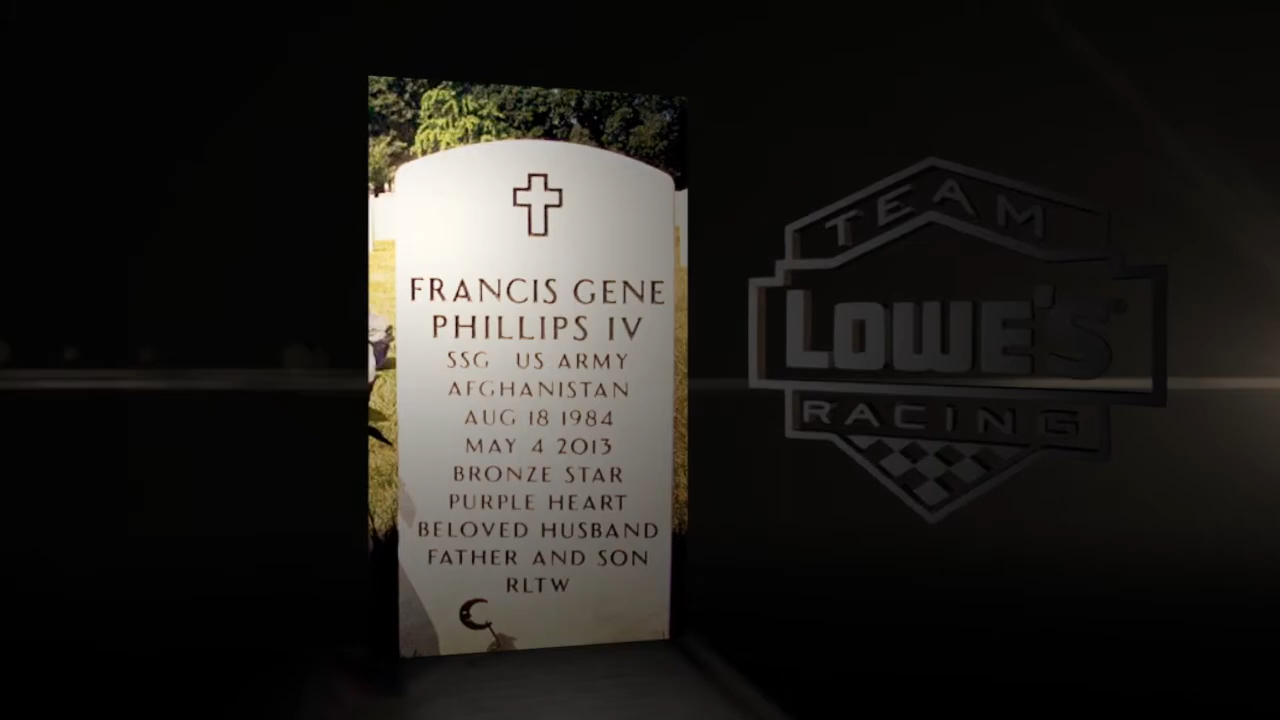 FRANCIS GENE
PHILLIPS IV
SSG US ARMY
AFGHANISTAN
AUG 18 1984
MAY 4 2013
BRONZE STAR
PURPLE HEART
BELOVED HUSBAND
FATHER AND SON
RLTW
TEAM
LOWE'S
RACING